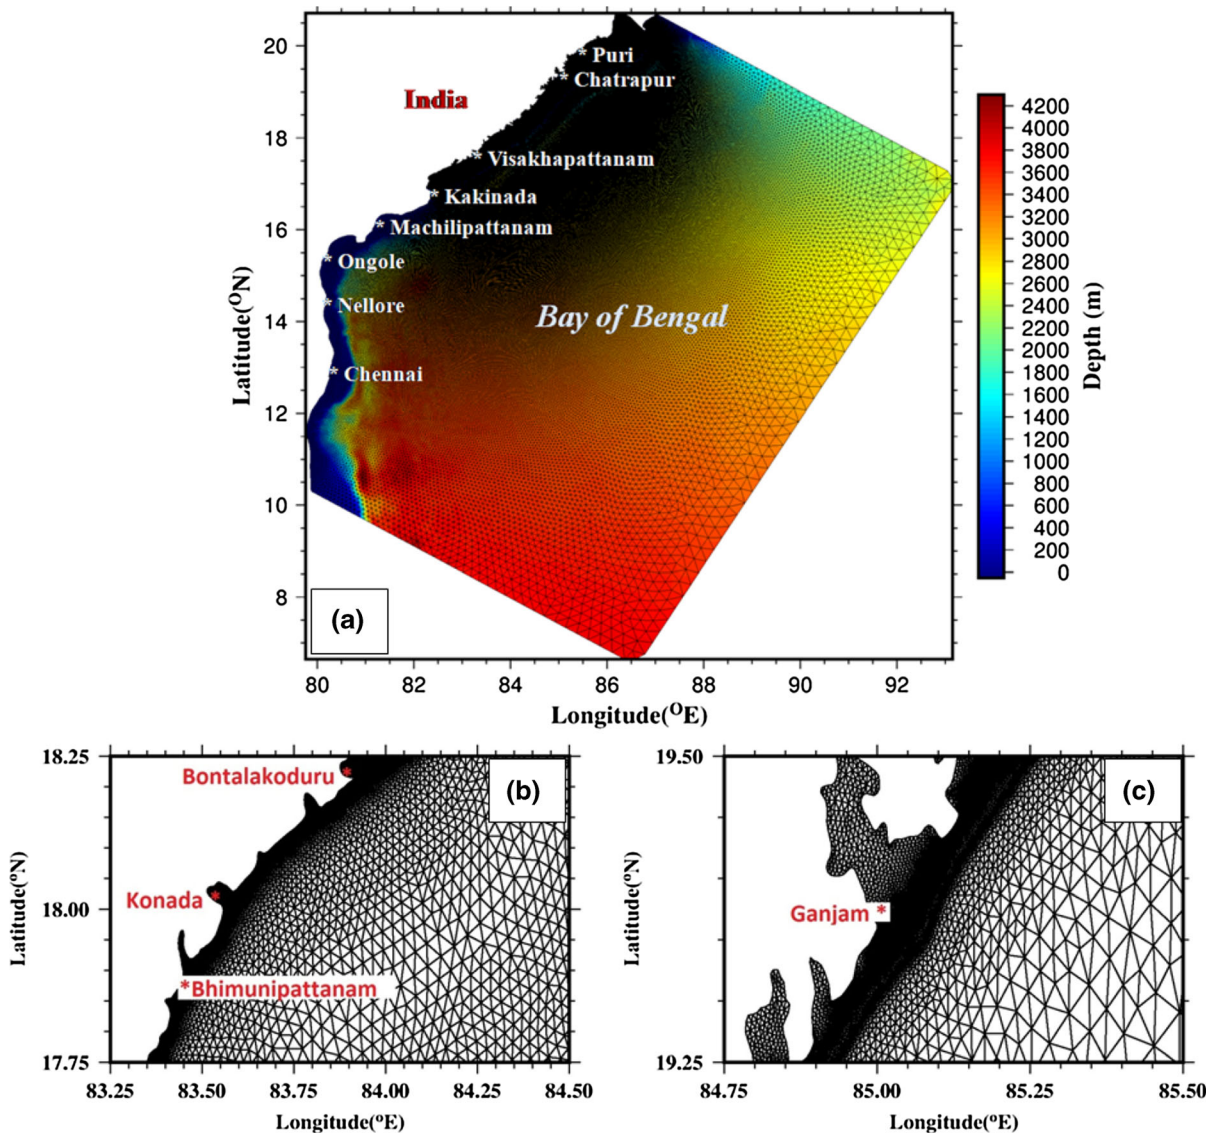 20
18
16
14
12
10
8
Latitude(ᴼN)
* Puri
* Chatrapur
India
* Visakhapattanam
* Kakinada
* Machilipattanam
* Ongole
* Nellore
Bay of Bengal
* Chennai
(a)
80 82 84 86 88 90 92
Longitude(ᴼE)
4200
4000
3800
3600
3400
3200
3000
2800
2600
2400
2200
2000
1800
1600
1400
1200
1000
800
600
400
200
0
Depth (m)
18.25
18.00
17.75
Latitude(°N)
Bontalakoduru *
(b)
Konada *
*Bhimunipattanam
83.25 83.50 83.75 84.00 84.25 84.50
Longitude(°E)
19.50
19.25
Latitude(°N)
(c)
Ganjam *
84.75 85.00 85.25 85.50
Longitude(°E)